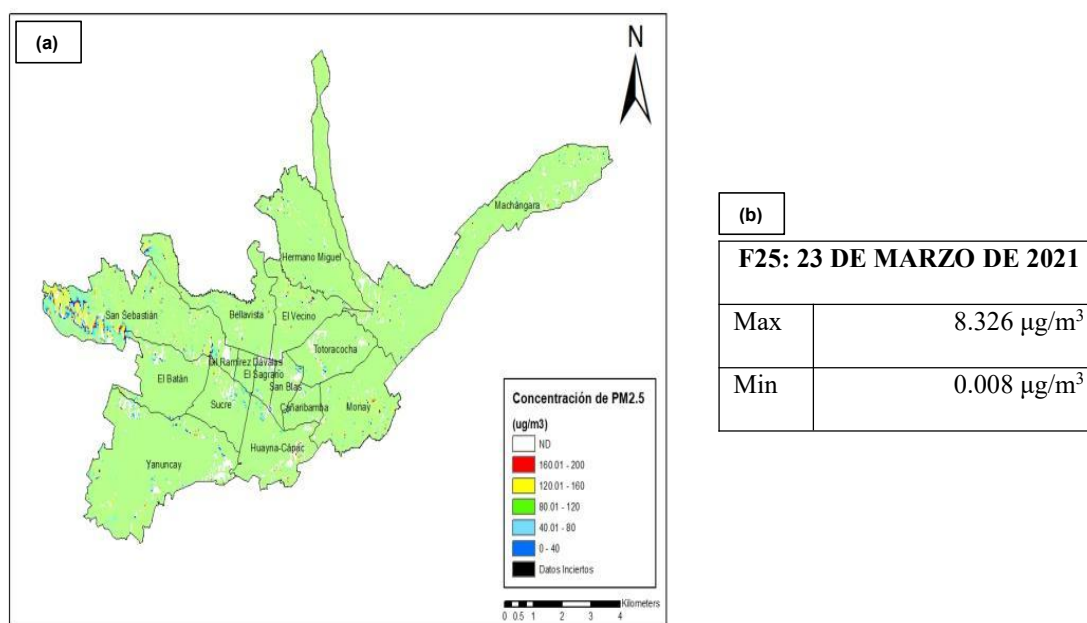 (a)
N
Machángara
Hermano Miguel
San Sebastián
Bellavista
El Vecino
Totoracocha
Gil Ramírez Dávalos
El Batán
El Sagrario
San Blas
Sucre
Cañaribamba
Monay
Huayna-Cápac
Yanuncay
Concentración de PM2.5
(ug/m3)
ND
160.01 - 200
120.01 - 160
80.01 - 120
40.01 - 80
0 - 40
Datos Inciertos
Kilometers
0 0.5 1 2 3 4
(b)
F25: 23 DE MARZO DE 2021
Max 8.326 μg/m³
Min 0.008 μg/m³